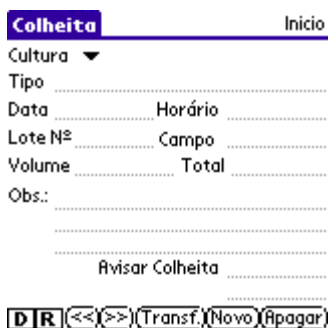 Colheita Inicio
Cultura
Tipo
Data Horário
Lote Nº Campo
Volume Total
Obs.:
Avisar Colheita
D R << >> Transf. Novo Apagar